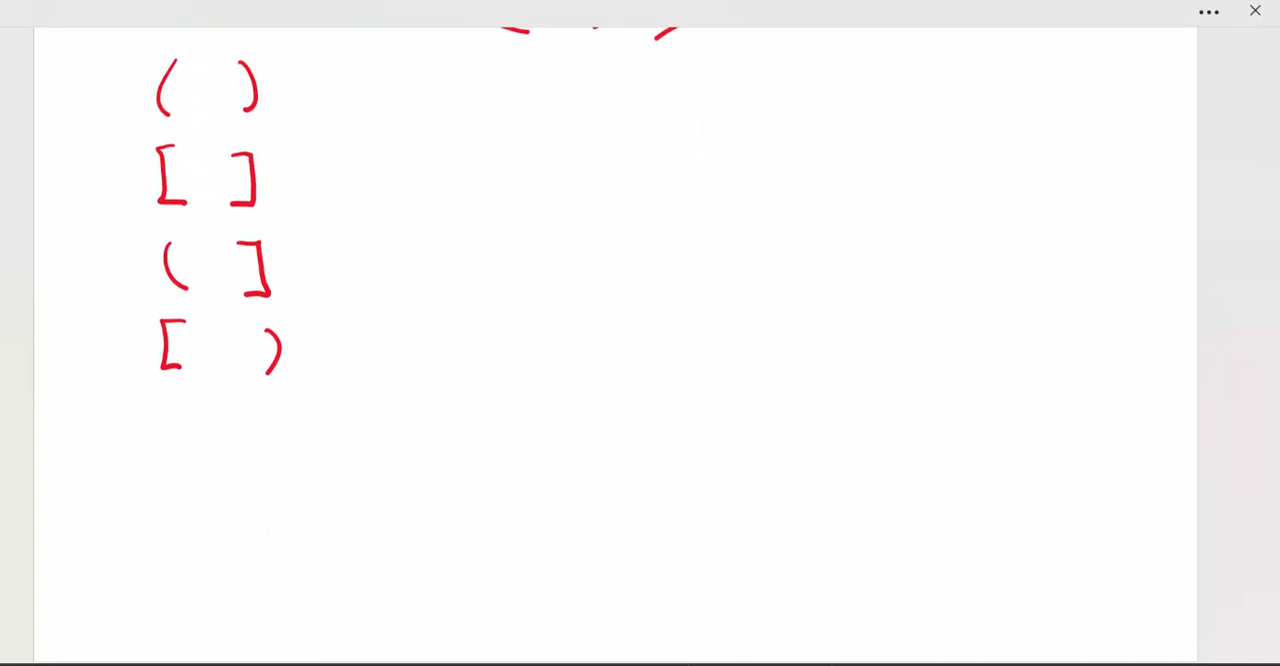 ( )
[ ]
( ]
[ )